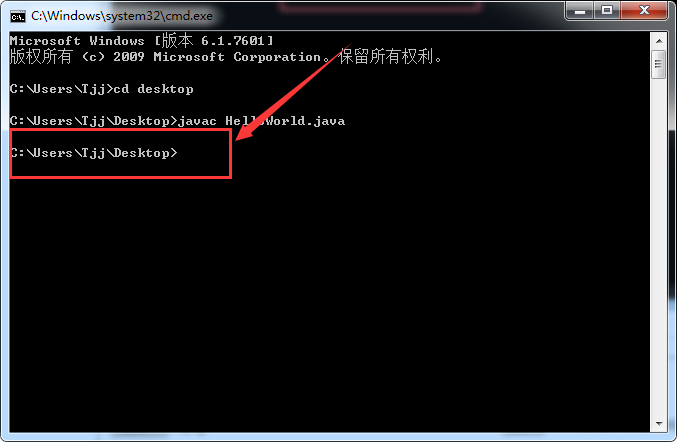 C:\Windows\system32\cmd.exe
Microsoft Windows [版本 6.1.7601]
版权所有 (c) 2009 Microsoft Corporation。保留所有权利。
C:\Users\Tjj>cd desktop
C:\Users\Tjj\Desktop>javac HelloWorld.java
C:\Users\Tjj\Desktop>